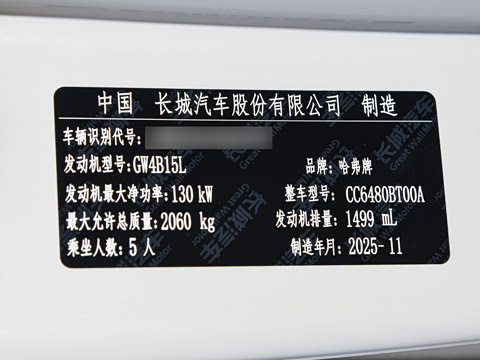 中国 长城汽车股份有限公司 制造
车辆识别代号:
发动机型号:GW4B15L 品牌:哈弗牌
发动机最大净功率:130 kW 整车型号: CC6480BT00A
最大允许总质量:2060 kg 发动机排量: 1499 mL
乘坐人数:5 人 制造年月:2025-11